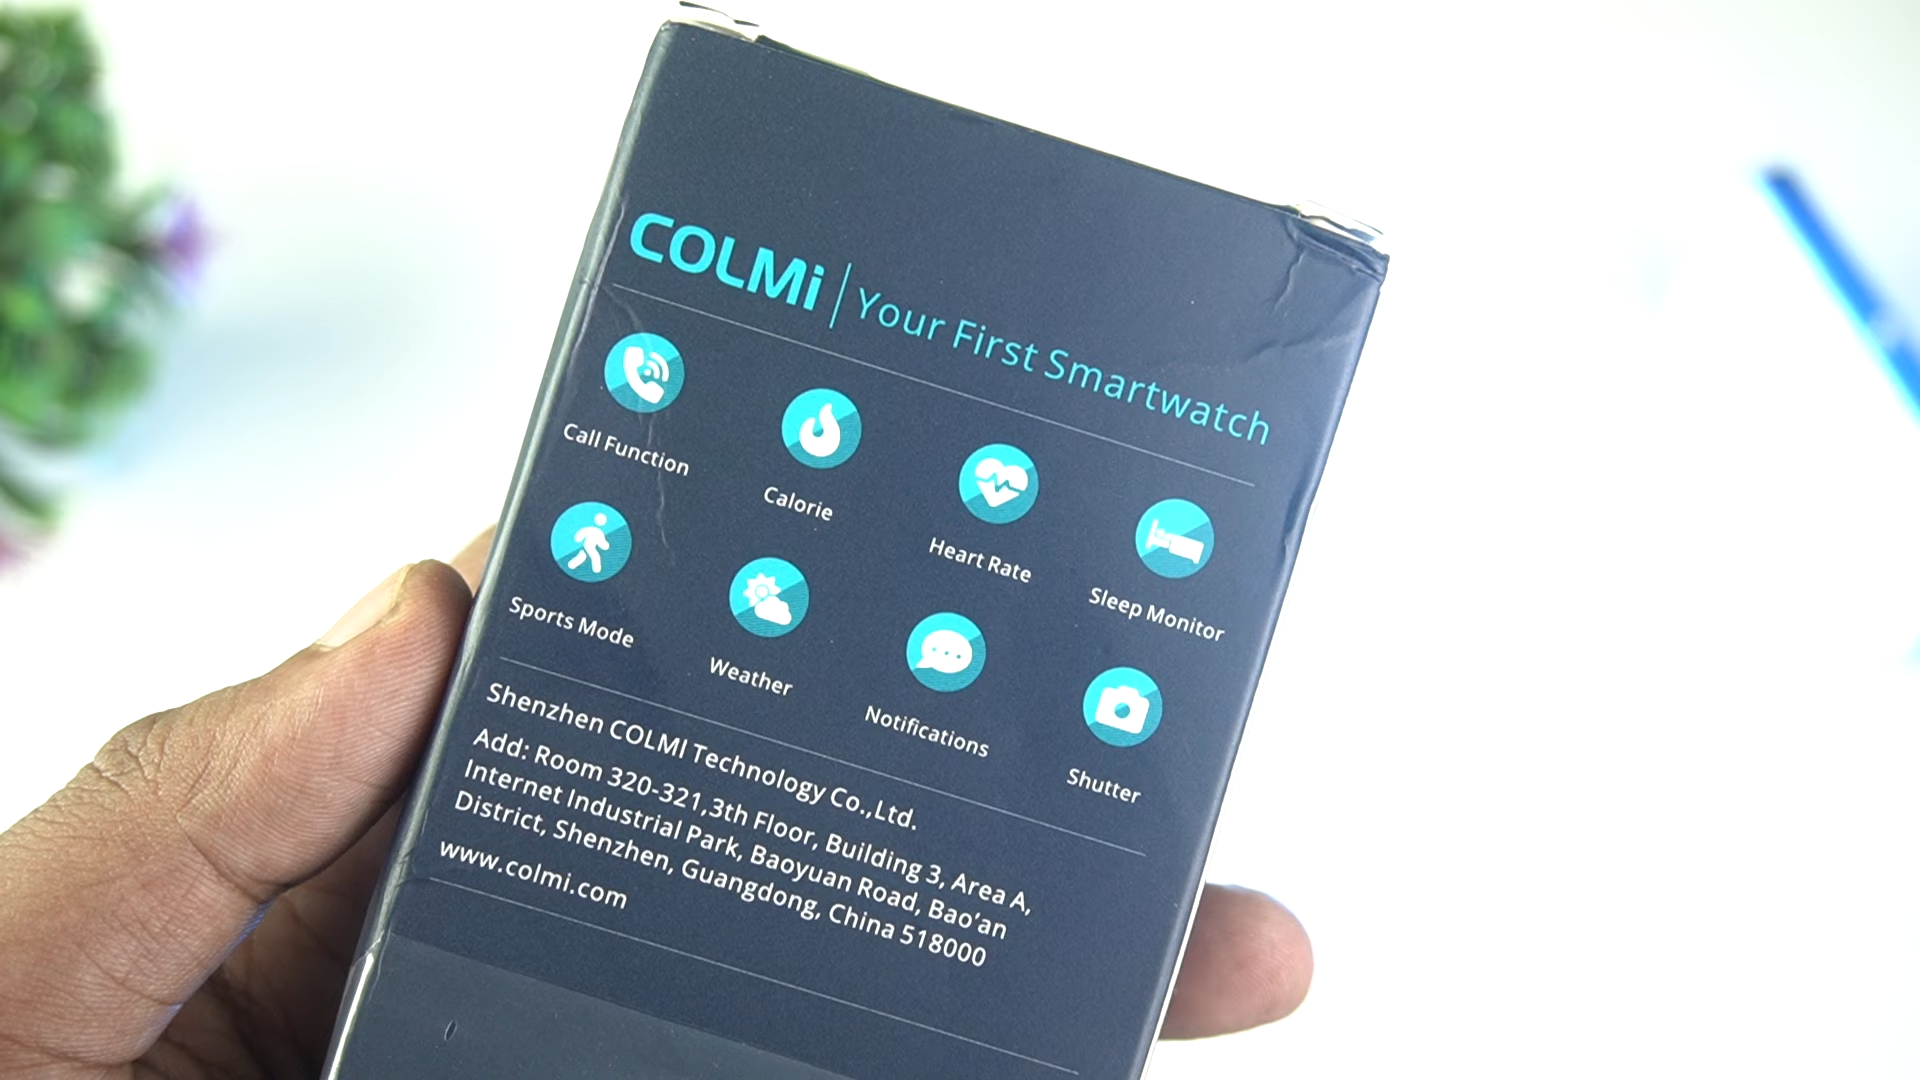 COLMi | Your First Smartwatch
Call Function
Calorie
Heart Rate
Sleep Monitor
Sports Mode
Weather
Notifications
Shutter
Shenzhen COLMI Technology Co.,Ltd.
Add: Room 320-321,3th Floor, Building 3, Area A,
Internet Industrial Park, Baoyuan Road, Bao’an
District, Shenzhen, Guangdong, China 518000
www.colmi.com